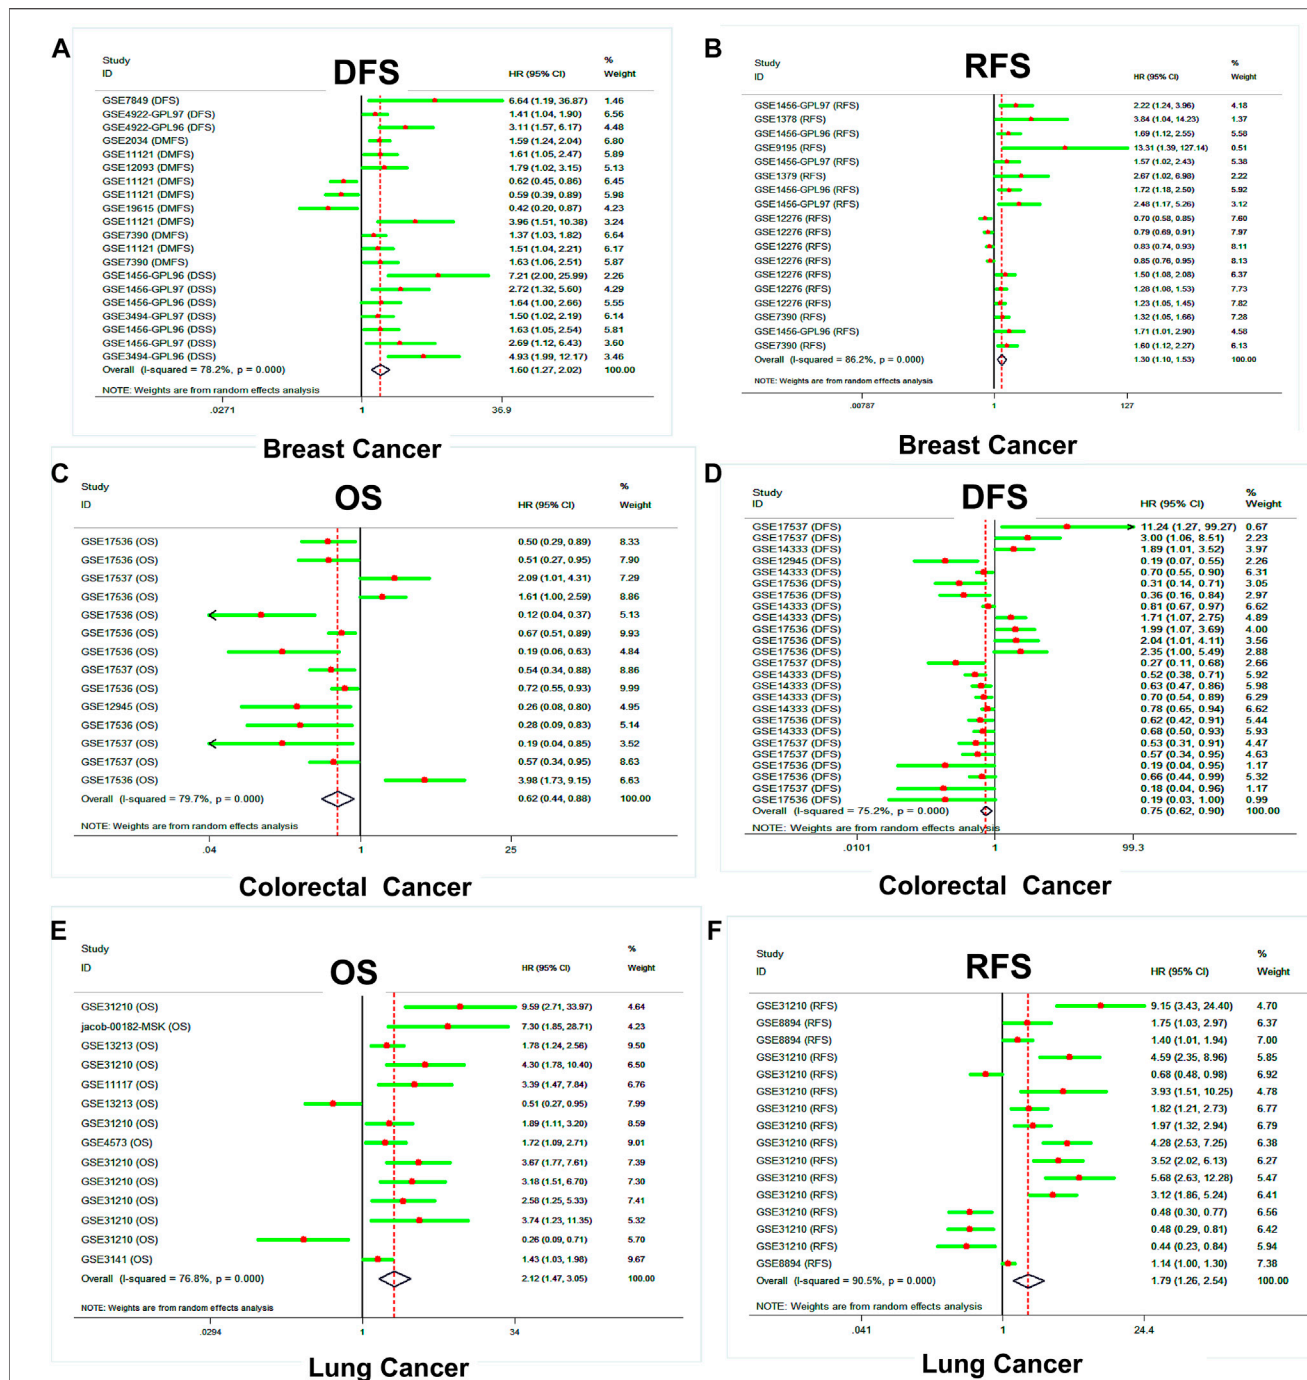 A
DFS
Study
ID
HR (95% CI)
%
Weight
GSE7849 (DFS) 6.64 (1.19, 36.87) 1.46
GSE4922-GPL97 (DFS) 1.41 (1.04, 1.90) 6.56
GSE4922-GPL96 (DFS) 3.11 (1.57, 6.17) 4.48
GSE2034 (DMFS) 1.59 (1.24, 2.04) 6.80
GSE11121 (DMFS) 1.61 (1.05, 2.47) 5.89
GSE12093 (DMFS) 1.79 (1.02, 3.15) 5.13
GSE11121 (DMFS) 0.62 (0.45, 0.86) 6.45
GSE11121 (DMFS) 0.59 (0.39, 0.89) 5.98
GSE19615 (DMFS) 0.42 (0.20, 0.87) 4.23
GSE11121 (DMFS) 3.96 (1.51, 10.38) 3.24
GSE7390 (DMFS) 1.37 (1.03, 1.82) 6.64
GSE11121 (DMFS) 1.51 (1.04, 2.21) 6.17
GSE7390 (DMFS) 1.63 (1.06, 2.51) 5.87
GSE1456-GPL96 (DSS) 7.21 (2.00, 25.99) 2.26
GSE1456-GPL97 (DSS) 2.72 (1.32, 5.60) 4.29
GSE1456-GPL96 (DSS) 1.64 (1.00, 2.66) 5.55
GSE3494-GPL97 (DSS) 1.50 (1.02, 2.19) 6.14
GSE1456-GPL96 (DSS) 1.63 (1.05, 2.54) 5.81
GSE1456-GPL97 (DSS) 2.69 (1.12, 6.43) 3.60
GSE3494-GPL96 (DSS) 4.93 (1.99, 12.17) 3.46
Overall (I-squared = 78.2%, p = 0.000) 1.60 (1.27, 2.02) 100.00
NOTE: Weights are from random effects analysis
.0271 1 36.9
Breast Cancer
B
RFS
Study
ID
HR (95% CI)
%
Weight
GSE1456-GPL97 (RFS) 2.22 (1.24, 3.96) 4.18
GSE1378 (RFS) 3.84 (1.04, 14.23) 1.37
GSE1456-GPL96 (RFS) 1.69 (1.12, 2.55) 5.58
GSE9195 (RFS) 13.31 (1.39, 127.14) 0.51
GSE1456-GPL97 (RFS) 1.57 (1.02, 2.43) 5.38
GSE1379 (RFS) 2.67 (1.02, 6.98) 2.22
GSE1456-GPL96 (RFS) 1.72 (1.18, 2.50) 5.92
GSE1456-GPL97 (RFS) 2.48 (1.17, 5.26) 3.12
GSE12276 (RFS) 0.70 (0.58, 0.85) 7.60
GSE12276 (RFS) 0.79 (0.69, 0.91) 7.97
GSE12276 (RFS) 0.83 (0.74, 0.93) 8.11
GSE12276 (RFS) 0.85 (0.76, 0.95) 8.13
GSE12276 (RFS) 1.50 (1.08, 2.08) 6.37
GSE12276 (RFS) 1.28 (1.08, 1.53) 7.73
GSE12276 (RFS) 1.23 (1.05, 1.45) 7.82
GSE7390 (RFS) 1.32 (1.05, 1.66) 7.28
GSE1456-GPL96 (RFS) 1.71 (1.01, 2.90) 4.58
GSE7390 (RFS) 1.60 (1.12, 2.27) 6.13
Overall (I-squared = 86.2%, p = 0.000) 1.30 (1.10, 1.53) 100.00
NOTE: Weights are from random effects analysis
.00787 1 127
Breast Cancer
C
OS
Study
ID
HR (95% CI)
%
Weight
GSE17536 (OS) 0.50 (0.29, 0.89) 8.33
GSE17536 (OS) 0.51 (0.27, 0.95) 7.90
GSE17537 (OS) 2.09 (1.01, 4.31) 7.29
GSE17536 (OS) 1.61 (1.00, 2.59) 8.86
GSE17536 (OS) 0.12 (0.04, 0.37) 5.13
GSE17536 (OS) 0.67 (0.51, 0.89) 9.93
GSE17536 (OS) 0.19 (0.06, 0.63) 4.84
GSE17537 (OS) 0.54 (0.34, 0.88) 8.86
GSE17536 (OS) 0.72 (0.55, 0.93) 9.99
GSE12945 (OS) 0.26 (0.08, 0.80) 4.95
GSE17536 (OS) 0.28 (0.09, 0.83) 5.14
GSE17537 (OS) 0.19 (0.04, 0.85) 3.52
GSE17537 (OS) 0.57 (0.34, 0.95) 8.63
GSE17536 (OS) 3.98 (1.73, 9.15) 6.63
Overall (I-squared = 79.7%, p = 0.000) 0.62 (0.44, 0.88) 100.00
NOTE: Weights are from random effects analysis
.04 1 25
Colorectal Cancer
D
DFS
Study
ID
HR (95% CI)
%
Weight
GSE17537 (DFS) 11.24 (1.27, 99.27) 0.67
GSE17537 (DFS) 3.00 (1.06, 8.51) 2.23
GSE14333 (DFS) 1.89 (1.01, 3.52) 3.97
GSE12945 (DFS) 0.19 (0.07, 0.55) 2.26
GSE14333 (DFS) 0.70 (0.55, 0.90) 6.31
GSE17536 (DFS) 0.31 (0.14, 0.71) 3.05
GSE17536 (DFS) 0.36 (0.16, 0.84) 2.97
GSE14333 (DFS) 0.81 (0.67, 0.97) 6.62
GSE14333 (DFS) 1.71 (1.07, 2.75) 4.89
GSE17536 (DFS) 1.99 (1.07, 3.69) 4.00
GSE17536 (DFS) 2.04 (1.01, 4.11) 3.56
GSE17536 (DFS) 2.35 (1.00, 5.49) 2.88
GSE17537 (DFS) 0.27 (0.11, 0.68) 2.66
GSE14333 (DFS) 0.52 (0.38, 0.71) 5.92
GSE14333 (DFS) 0.63 (0.47, 0.86) 5.98
GSE14333 (DFS) 0.70 (0.54, 0.89) 6.29
GSE14333 (DFS) 0.78 (0.65, 0.94) 6.62
GSE17536 (DFS) 0.62 (0.42, 0.91) 5.44
GSE14333 (DFS) 0.68 (0.50, 0.93) 5.93
GSE17537 (DFS) 0.53 (0.31, 0.91) 4.47
GSE17537 (DFS) 0.57 (0.34, 0.95) 4.63
GSE17536 (DFS) 0.19 (0.04, 0.95) 1.17
GSE17536 (DFS) 0.66 (0.44, 0.99) 5.32
GSE17537 (DFS) 0.18 (0.04, 0.96) 1.17
GSE17536 (DFS) 0.19 (0.03, 1.00) 0.99
Overall (I-squared = 75.2%, p = 0.000) 0.75 (0.62, 0.90) 100.00
NOTE: Weights are from random effects analysis
.0101 1 99.3
Colorectal Cancer
E
OS
Study
ID
HR (95% CI)
%
Weight
GSE31210 (OS) 9.59 (2.71, 33.97) 4.64
jacob-00182-MSK (OS) 7.30 (1.85, 28.71) 4.23
GSE13213 (OS) 1.78 (1.24, 2.56) 9.50
GSE31210 (OS) 4.30 (1.78, 10.40) 6.50
GSE11117 (OS) 3.39 (1.47, 7.84) 6.76
GSE13213 (OS) 0.51 (0.27, 0.95) 7.99
GSE31210 (OS) 1.89 (1.11, 3.20) 8.59
GSE4573 (OS) 1.72 (1.09, 2.71) 9.01
GSE31210 (OS) 3.67 (1.77, 7.61) 7.39
GSE31210 (OS) 3.18 (1.51, 6.70) 7.30
GSE31210 (OS) 2.58 (1.25, 5.33) 7.41
GSE31210 (OS) 3.74 (1.23, 11.35) 5.32
GSE31210 (OS) 0.26 (0.09, 0.71) 5.70
GSE3141 (OS) 1.43 (1.03, 1.98) 9.67
Overall (I-squared = 76.8%, p = 0.000) 2.12 (1.47, 3.05) 100.00
NOTE: Weights are from random effects analysis
.0294 1 34
Lung Cancer
F
RFS
Study
ID
HR (95% CI)
%
Weight
GSE31210 (RFS) 9.15 (3.43, 24.40) 4.70
GSE8894 (RFS) 1.75 (1.03, 2.97) 6.37
GSE8894 (RFS) 1.40 (1.01, 1.94) 7.00
GSE31210 (RFS) 4.59 (2.35, 8.96) 5.85
GSE31210 (RFS) 0.68 (0.48, 0.98) 6.92
GSE31210 (RFS) 3.93 (1.51, 10.25) 4.78
GSE31210 (RFS) 1.82 (1.21, 2.73) 6.77
GSE31210 (RFS) 1.97 (1.32, 2.94) 6.79
GSE31210 (RFS) 4.28 (2.53, 7.25) 6.38
GSE31210 (RFS) 3.52 (2.02, 6.13) 6.27
GSE31210 (RFS) 5.68 (2.63, 12.28) 5.47
GSE31210 (RFS) 3.12 (1.86, 5.24) 6.41
GSE31210 (RFS) 0.48 (0.30, 0.77) 6.56
GSE31210 (RFS) 0.48 (0.29, 0.81) 6.42
GSE31210 (RFS) 0.44 (0.23, 0.84) 5.94
GSE8894 (RFS) 1.14 (1.00, 1.30) 7.38
Overall (I-squared = 90.5%, p = 0.000) 1.79 (1.26, 2.54) 100.00
NOTE: Weights are from random effects analysis
.041 1 24.4
Lung Cancer